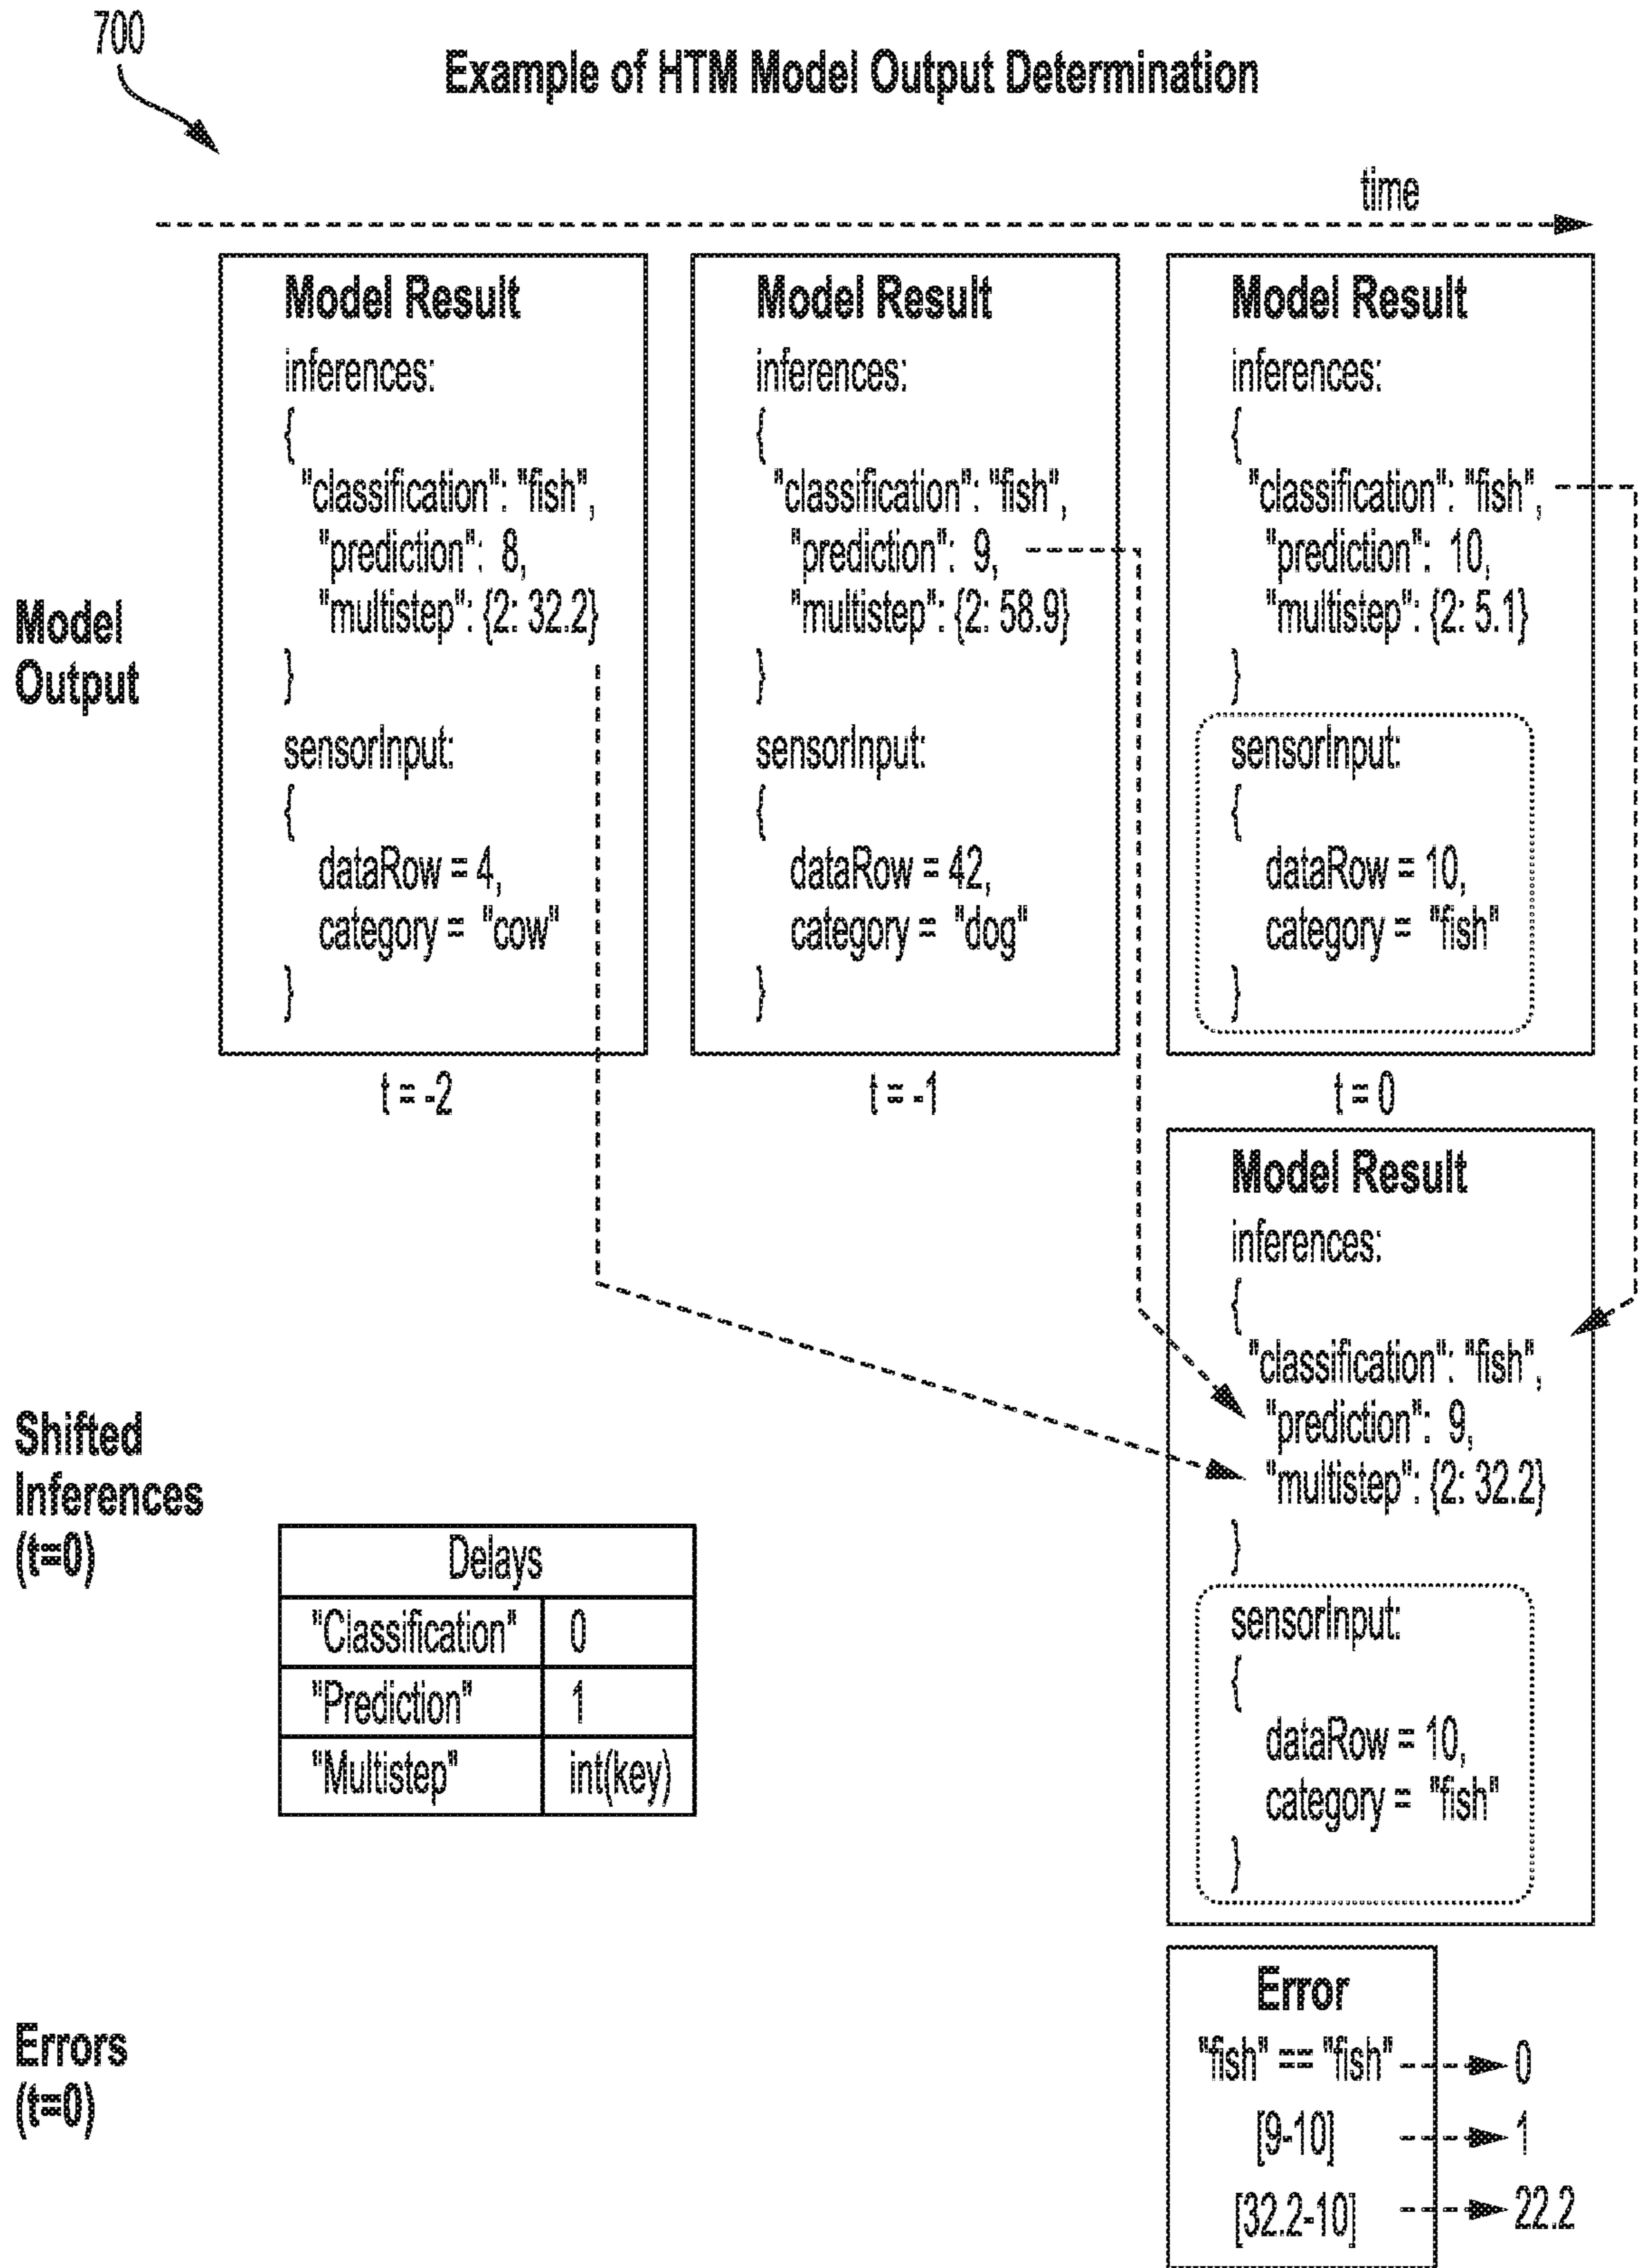 700
Example of HTM Model Output Determination
time
Model
Output
Model Result
inferences:
{
"classification": "fish",
"prediction": 8,
"multistep": {2: 32.2}
}
sensorInput:
{
dataRow = 4,
category = "cow"
}
t = -2
Model Result
inferences:
{
"classification": "fish",
"prediction": 9,
"multistep": {2: 58.9}
}
sensorInput:
{
dataRow = 42,
category = "dog"
}
t = -1
Model Result
inferences:
{
"classification": "fish",
"prediction": 10,
"multistep": {2: 5.1}
}
sensorInput:
{
dataRow = 10,
category = "fish"
}
t = 0
Shifted
Inferences
(t=0)
Delays
"Classification" 0
"Prediction" 1
"Multistep" int(key)
Model Result
inferences:
{
"classification": "fish",
"prediction": 9,
"multistep": {2: 32.2}
}
sensorInput:
{
dataRow = 10,
category = "fish"
}
Errors
(t=0)
Error
"fish" == "fish" 0
[9-10] 1
[32.2-10] 22.2